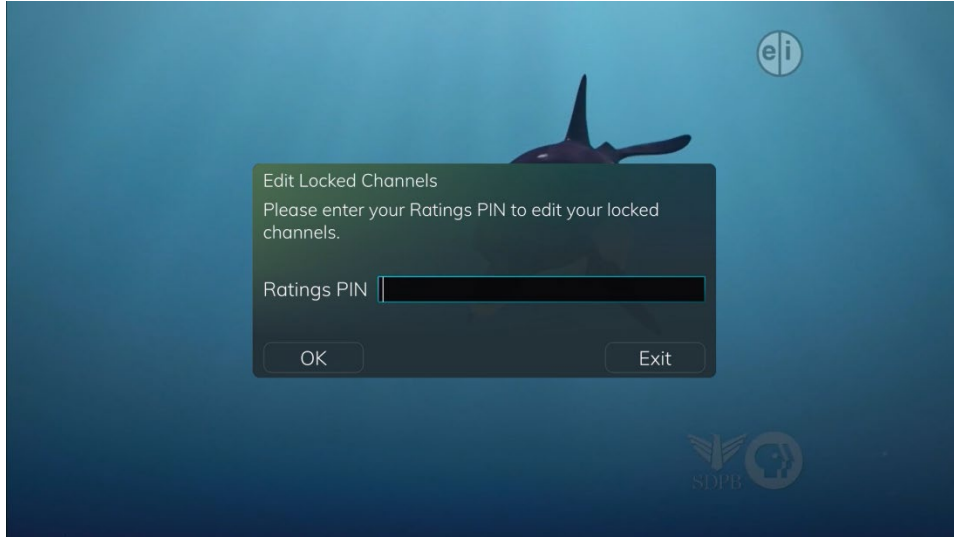 e|i
Edit Locked Channels
Please enter your Ratings PIN to edit your locked
channels.
Ratings PIN
OK
Exit
SDPB